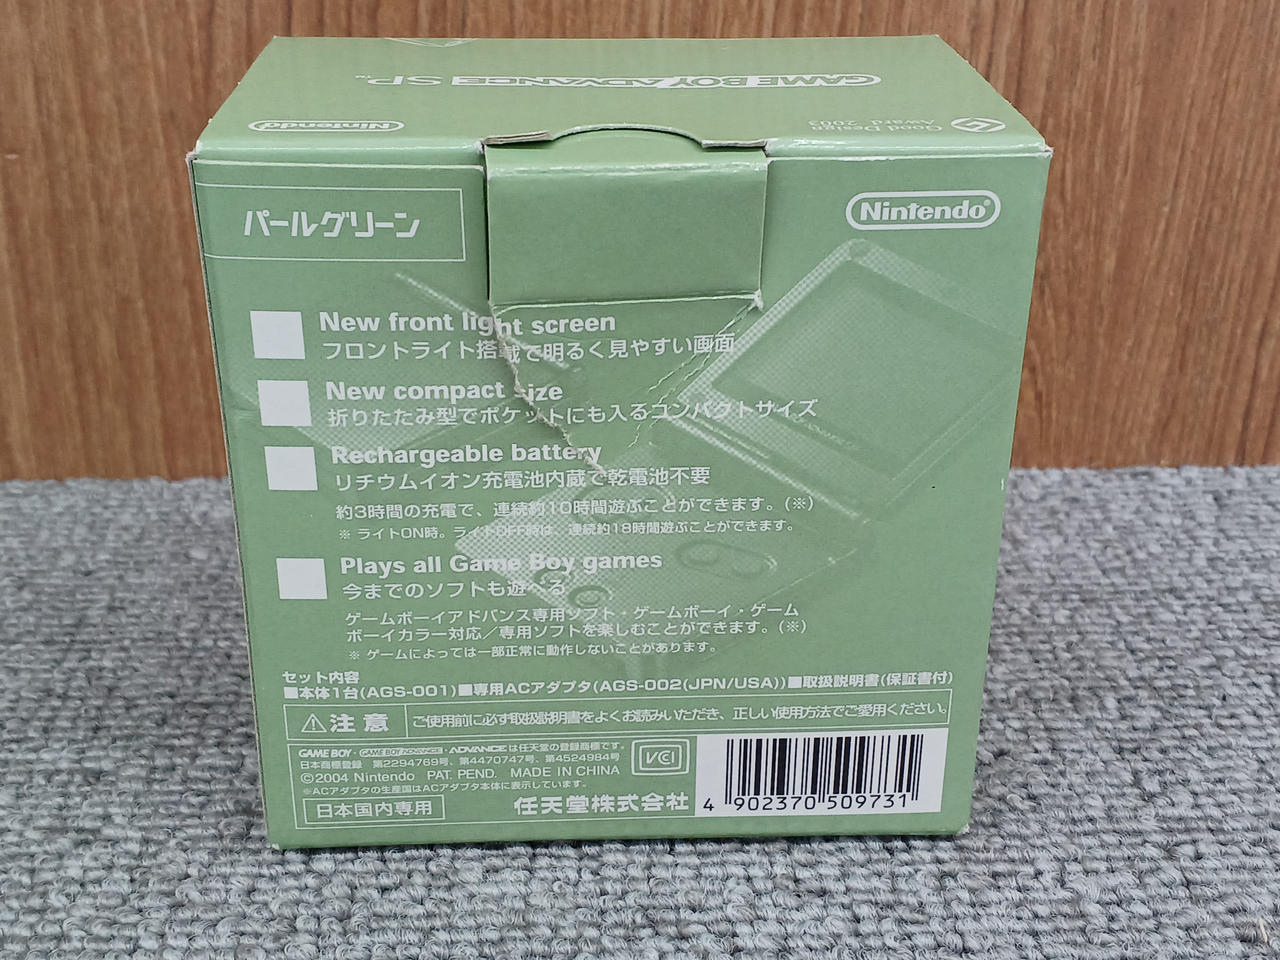 GAME BOY ADVANCE SP™
Nintendo
Good Design
Award 2003
パールグリーン
Nintendo®
New front light screen
フロントライト搭載で明るく見やすい画面
New compact size
折りたたみ型でポケットにも入るコンパクトサイズ
Rechargeable battery
リチウムイオン充電池内蔵で乾電池不要
約3時間の充電で、連続約10時間遊ぶことができます。(※)
※ ライトON時。ライトOFF時は、連続約18時間遊ぶことができます。
Plays all Game Boy games
今までのソフトも遊べる
ゲームボーイアドバンス専用ソフト・ゲームボーイ・ゲーム
ボーイカラー対応／専用ソフトを楽しむことができます。(※)
※ ゲームによっては一部正常に動作しないことがあります。
セット内容
■本体1台(AGS-001)■専用ACアダプタ(AGS-002(JPN/USA))■取扱説明書(保証書付)
⚠注意 ご使用前に必ず取扱説明書をよくお読みいただき、正しい使用方法でご愛用ください。
GAME BOY・GAME BOY ADVANCE・ADVANCEは任天堂の登録商標です。
日本商標登録 第2294769号、第4470747号、第4524984号
©2004 Nintendo PAT. PEND. MADE IN CHINA
※ACアダプタの生産国はACアダプタ本体に表示しています。
VCI
日本国内専用
任天堂株式会社
4 902370 509731